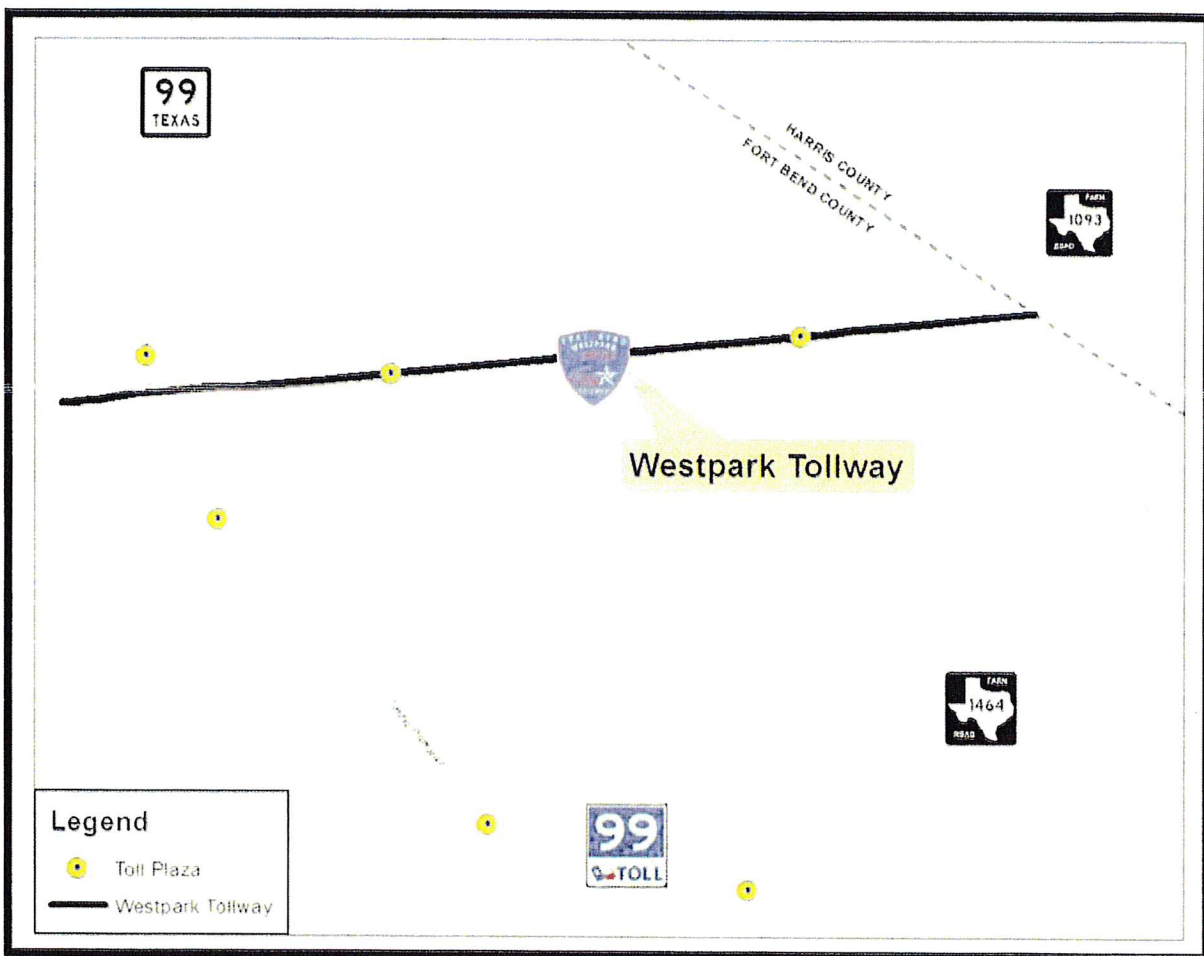 99
TEXAS
HARRIS COUNTY
FORT BEND COUNTY
FARM
1093
ROAD
WESTPARK
Westpark Tollway
FARM
1464
ROAD
99
TOLL
Legend
Toll Plaza
Westpark Tollway